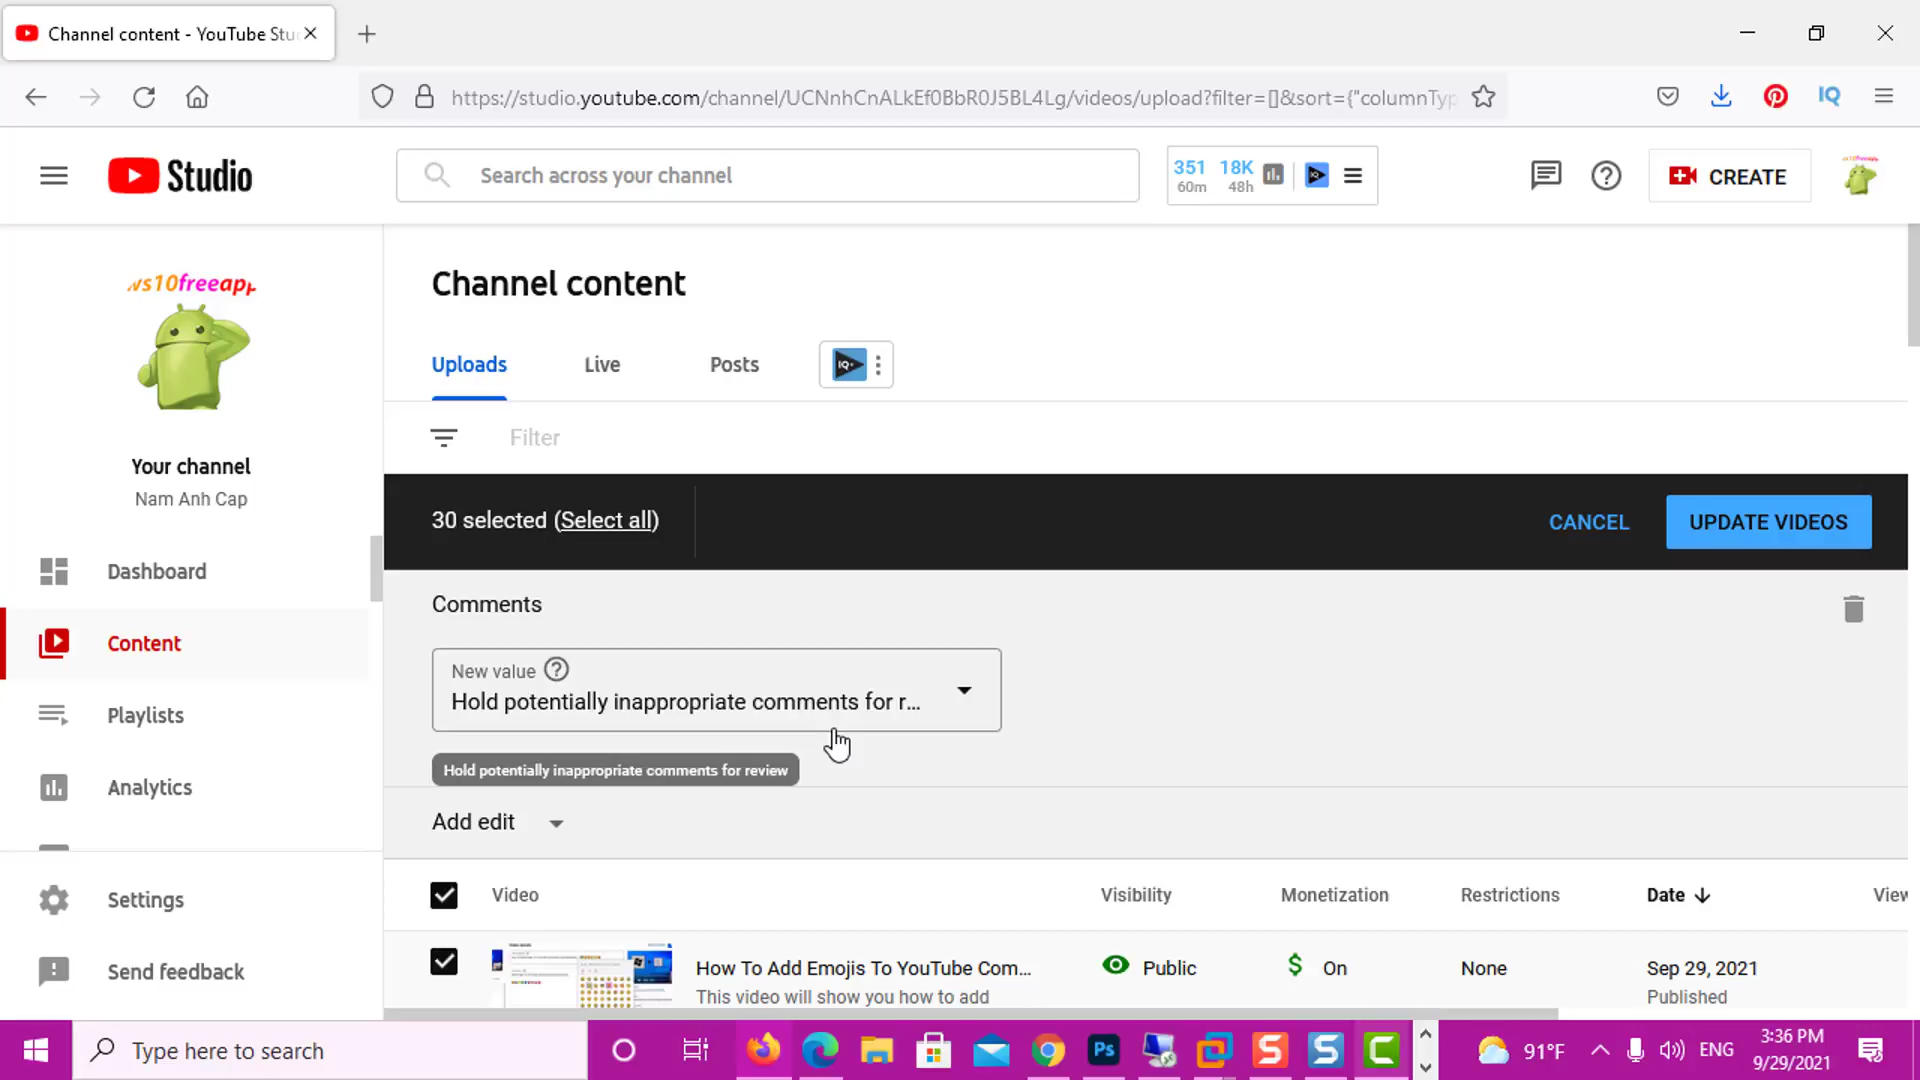 Channel content - YouTube Stu
https://studio.youtube.com/channel/UCNnhCnALkEf0BbR0J5BL4Lg/videos/upload?filter=[]&sort={"columnTyp
IQ
Studio
Search across your channel
351 18K
60m 48h
CREATE
vs10freeapp
Your channel
Nam Anh Cap
Dashboard
Content
Playlists
Analytics
Settings
Send feedback
Channel content
Uploads Live Posts IQ
Filter
30 selected (Select all)
CANCEL UPDATE VIDEOS
Comments
New value
Hold potentially inappropriate comments for r...
Hold potentially inappropriate comments for review
Add edit
Video Visibility Monetization Restrictions Date View
How To Add Emojis To YouTube Com... Public On None Sep 29, 2021
This video will show you how to add Published
Type here to search
Ps
91°F ENG
3:36 PM
9/29/2021